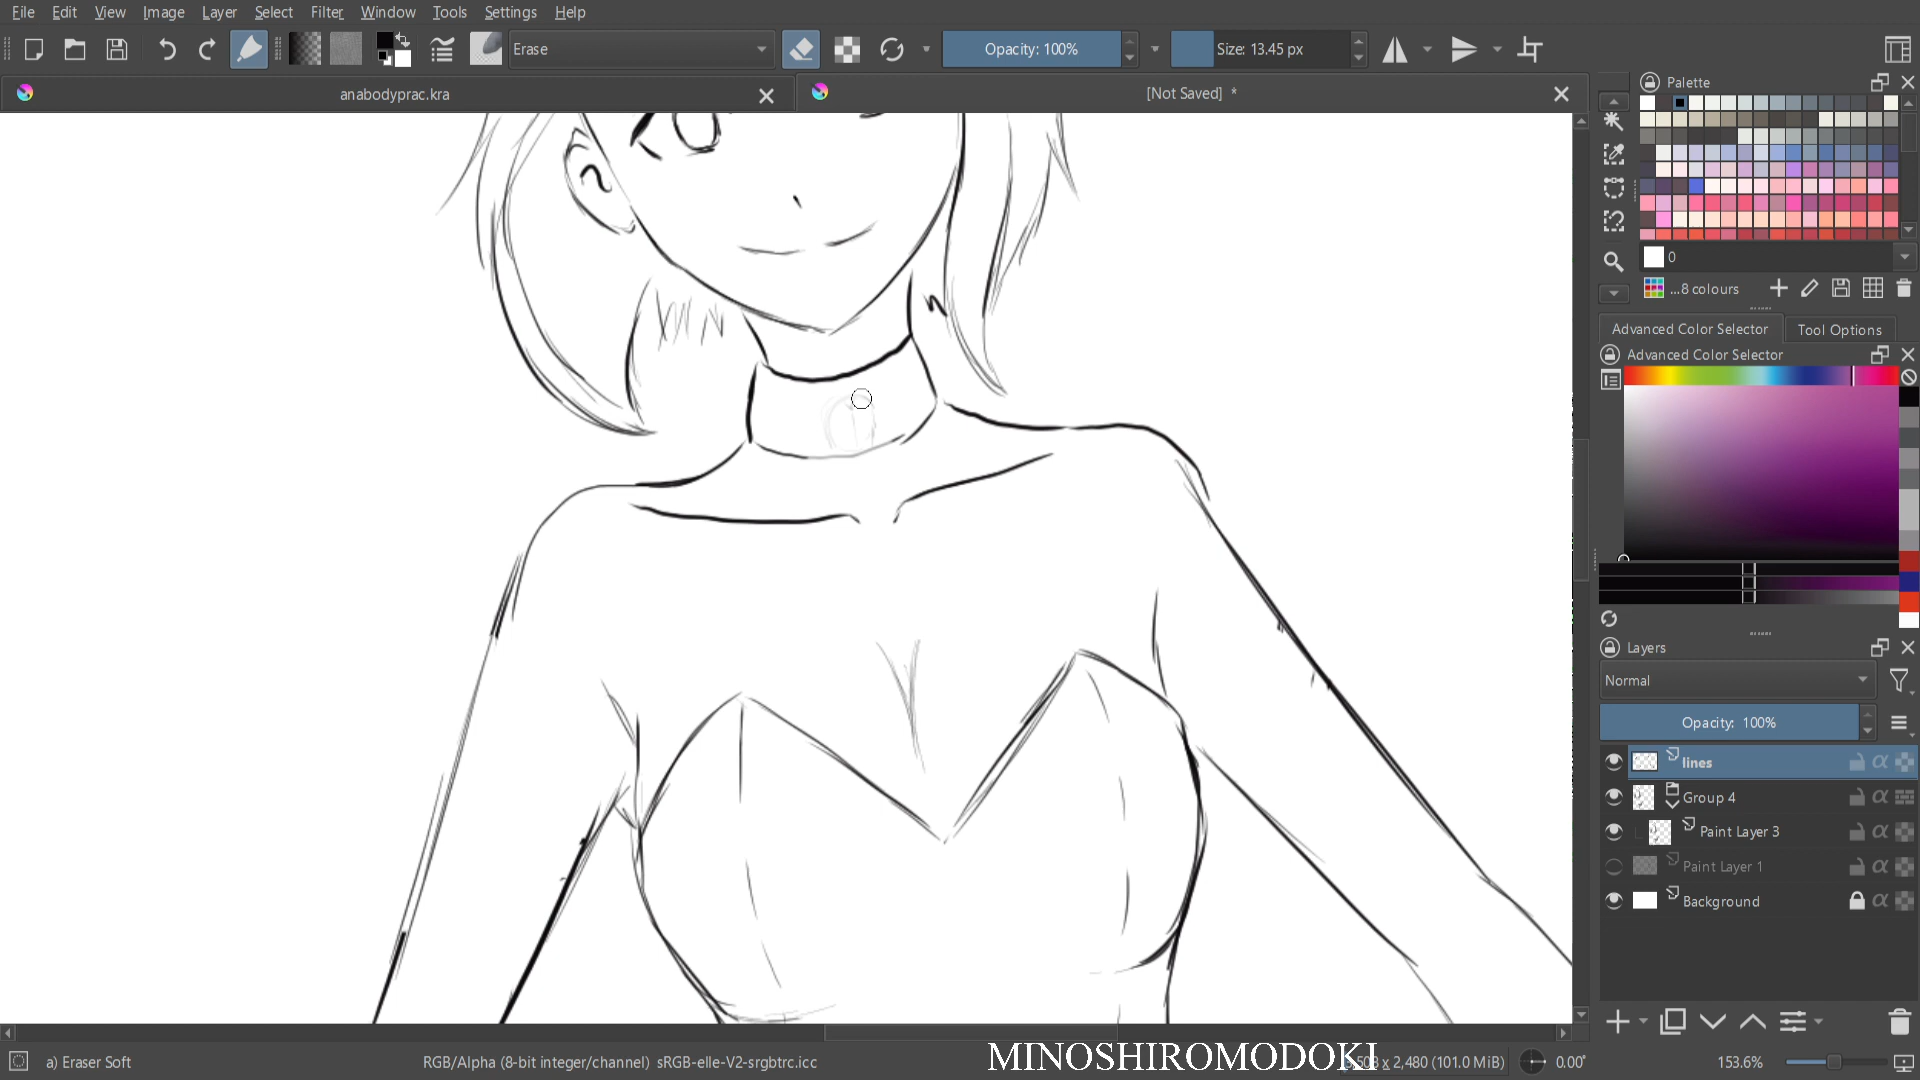 File Edit View Image Layer Select Filter Window Tools Settings Help
Erase Opacity: 100% Size: 13.45 px
anabodyprac.kra [Not Saved] *
Palette
0
...8 colours
Advanced Color Selector Tool Options
Advanced Color Selector
Layers
Normal
Opacity: 100%
lines
Group 4
Paint Layer 3
Paint Layer 1
Background
a) Eraser Soft RGB/Alpha (8-bit integer/channel) sRGB-elle-V2-srgbtrc.icc MINOSHIROMODOKI x 2,480 (101.0 MiB) 0.00° 153.6%